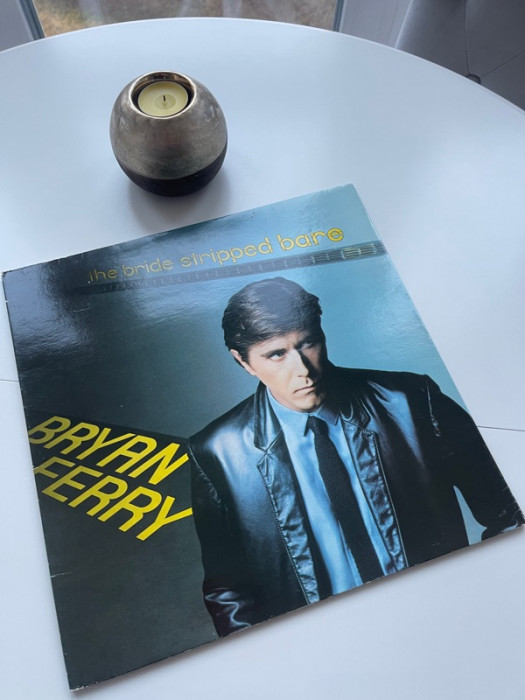 the bride stripped bare
BRYAN
FERRY